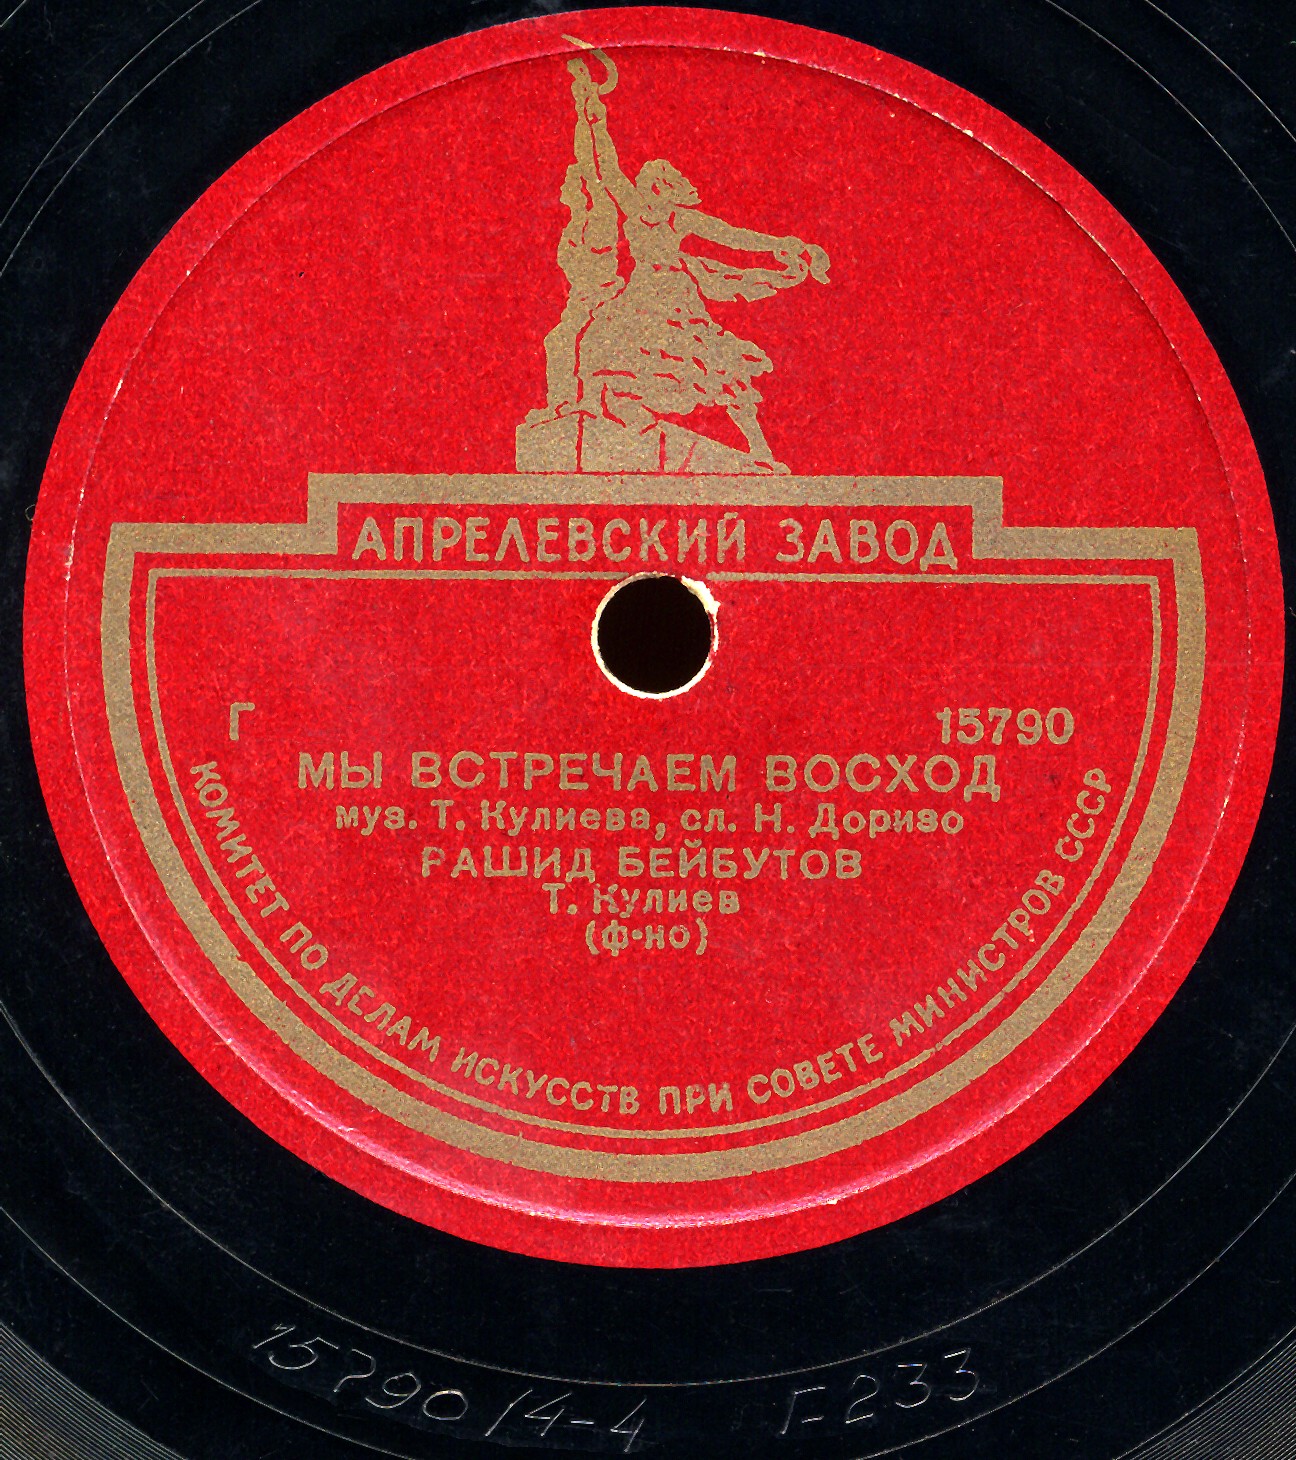 АПРЕЛЕВСКИЙ ЗАВОД
Г 15790
МЫ ВСТРЕЧАЕМ ВОСХОД
муз. Т. Кулиева, сл. Н. Доризо
РАШИД БЕЙБУТОВ
Т. Кулиев
(ф-но)
КОМИТЕТ ПО ДЕЛАМ ИСКУССТВ ПРИ СОВЕТЕ МИНИСТРОВ СССР
15790/4-4 Г-233